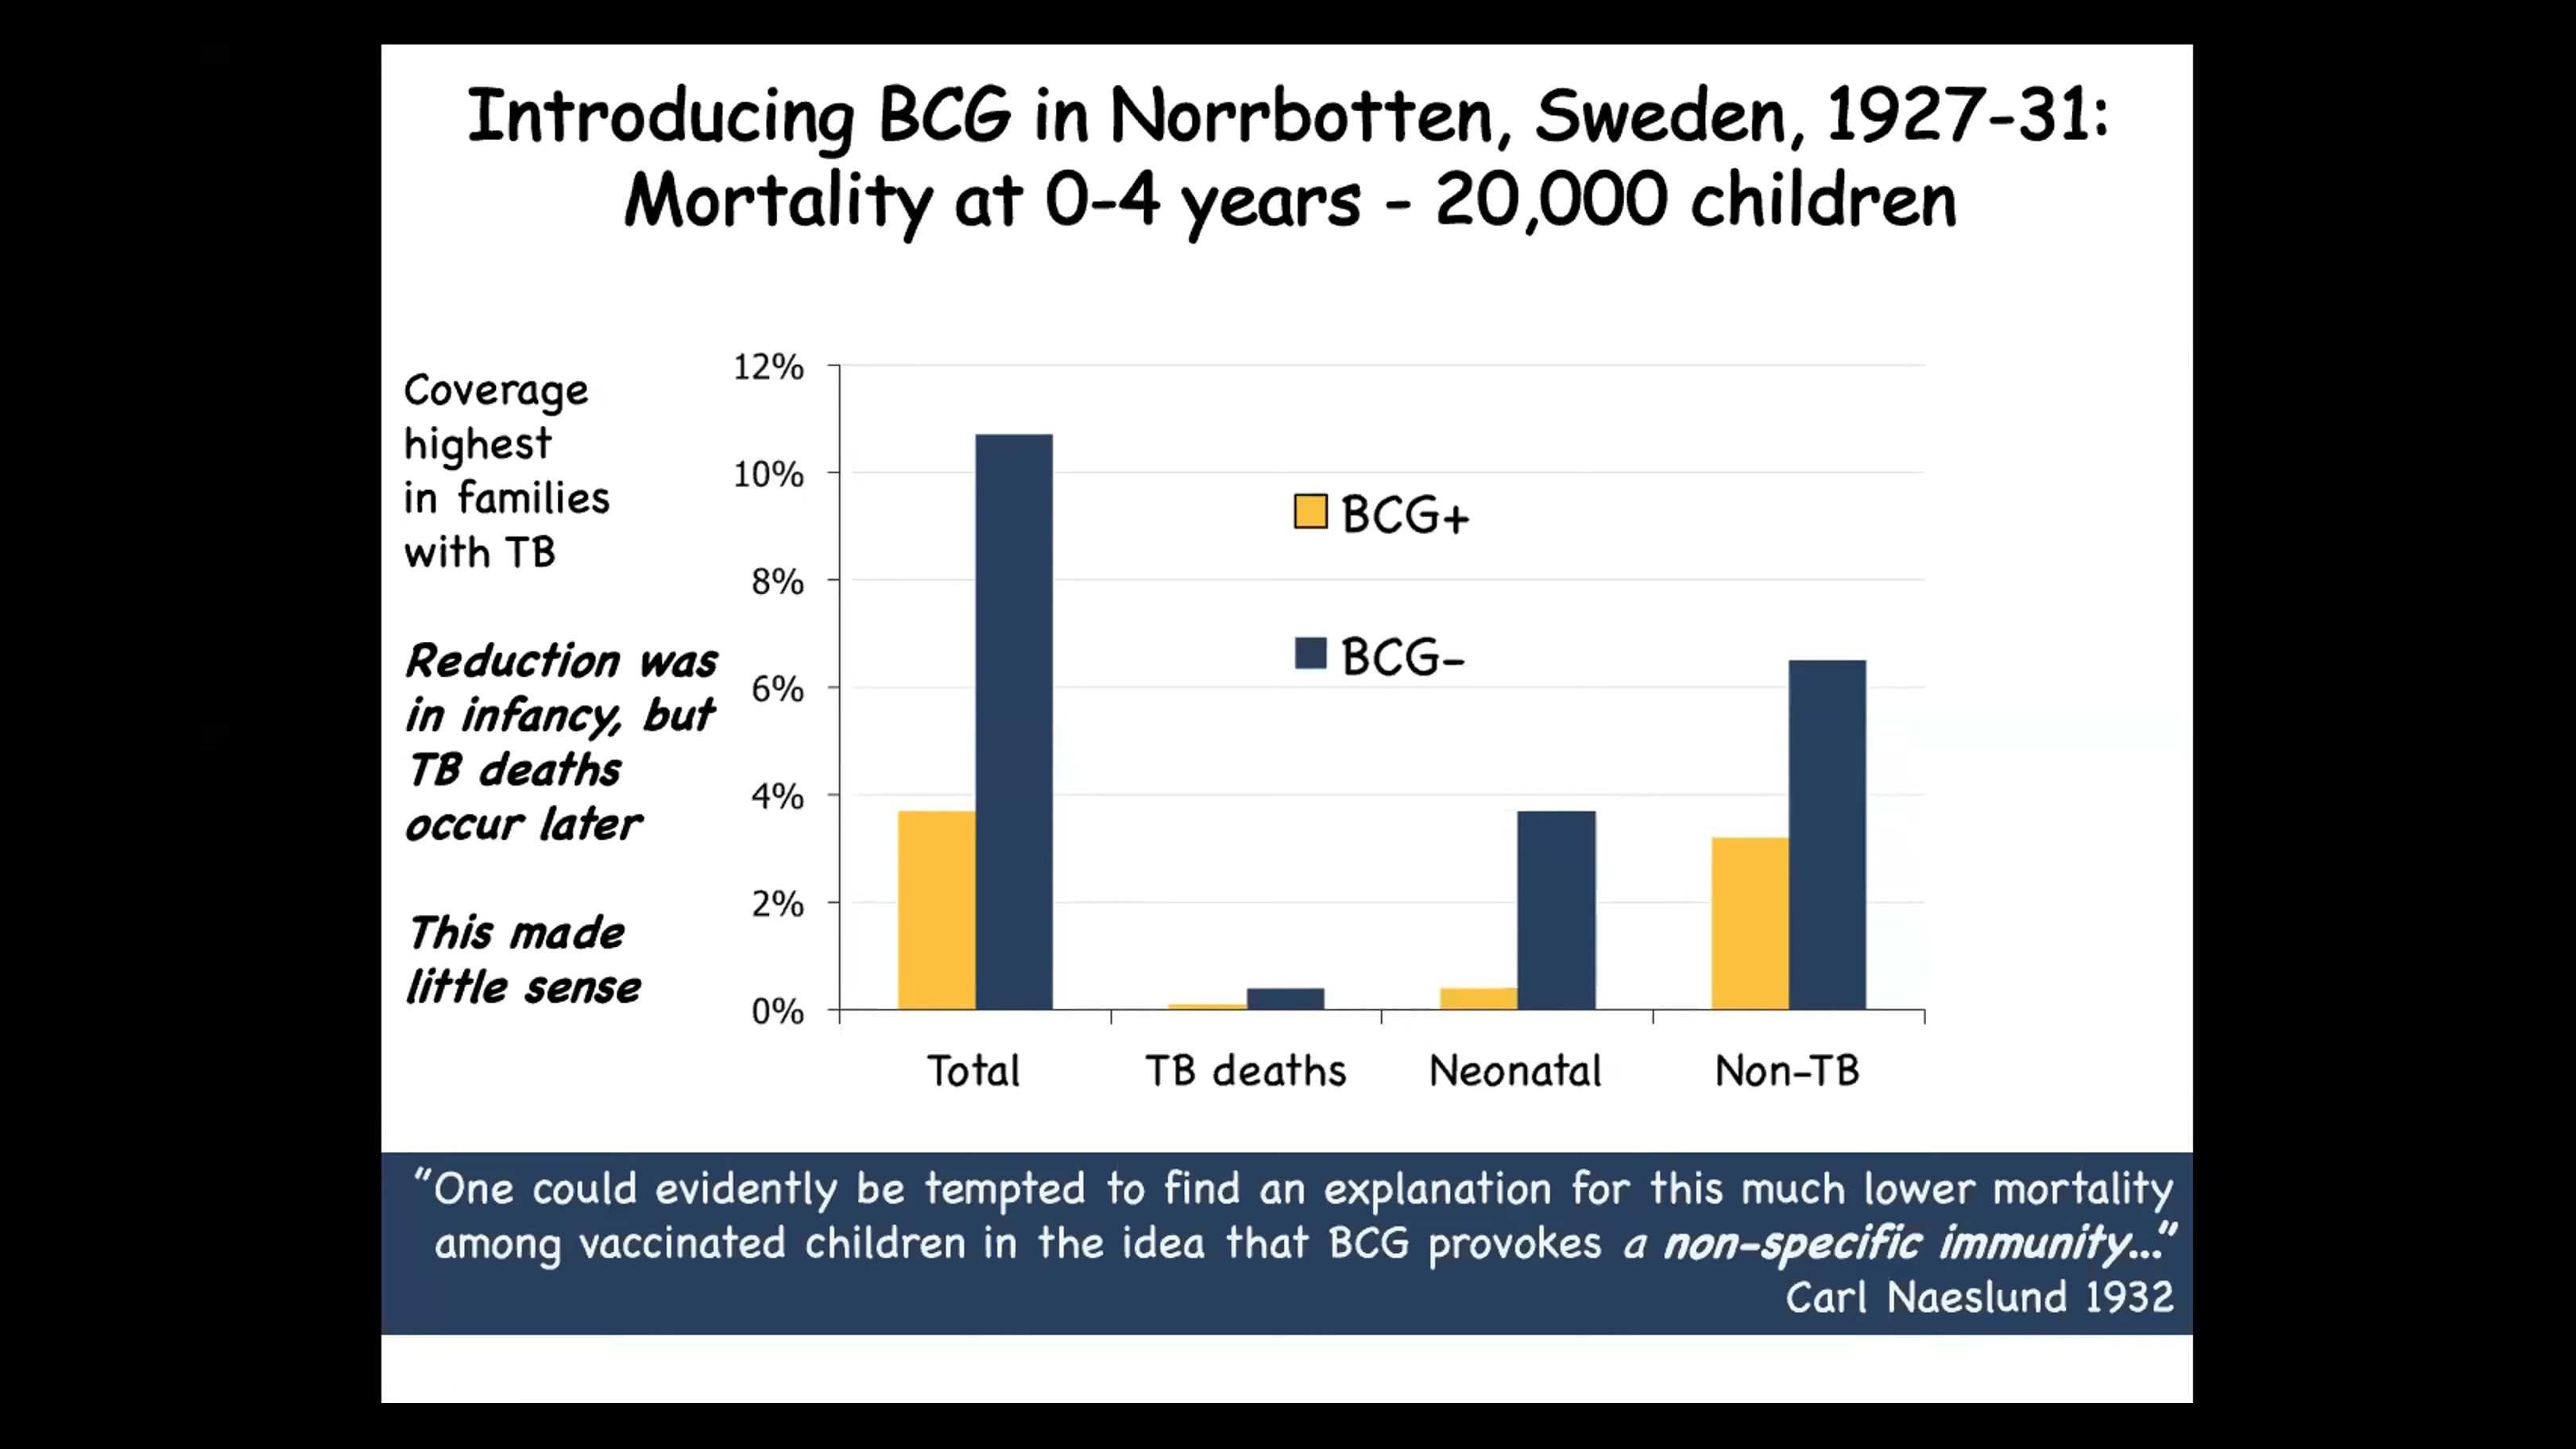 Introducing BCG in Norrbotten, Sweden, 1927-31:
Mortality at 0-4 years - 20,000 children
Coverage
highest
in families
with TB
Reduction was
in infancy, but
TB deaths
occur later
This made
little sense
12%
10%
8%
6%
4%
2%
0%
BCG+
BCG-
Total TB deaths Neonatal Non-TB
"One could evidently be tempted to find an explanation for this much lower mortality
among vaccinated children in the idea that BCG provokes a non-specific immunity..."
Carl Naeslund 1932